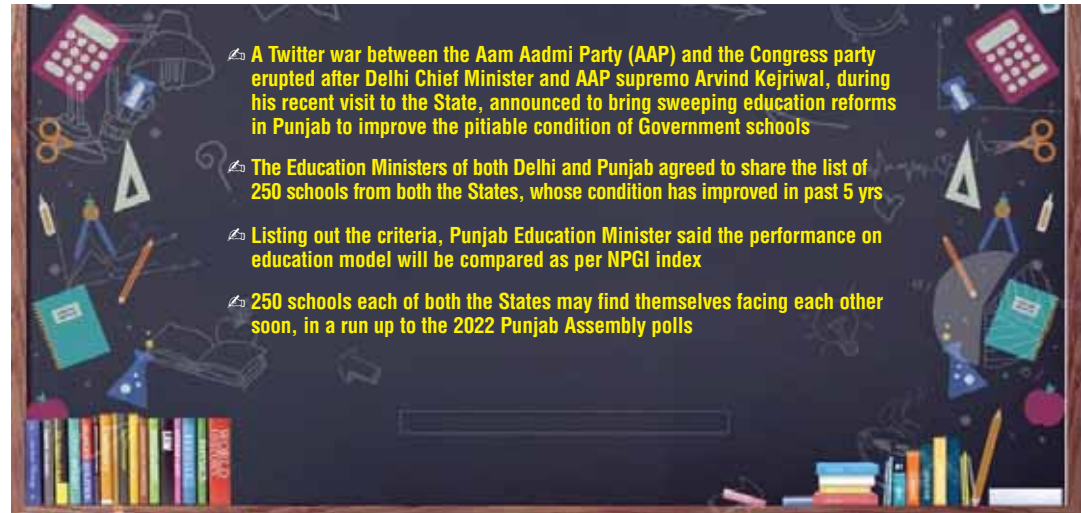 ✍ A Twitter war between the Aam Aadmi Party (AAP) and the Congress party
erupted after Delhi Chief Minister and AAP supremo Arvind Kejriwal, during
his recent visit to the State, announced to bring sweeping education reforms
in Punjab to improve the pitiable condition of Government schools
✍ The Education Ministers of both Delhi and Punjab agreed to share the list of
250 schools from both the States, whose condition has improved in past 5 yrs
✍ Listing out the criteria, Punjab Education Minister said the performance on
education model will be compared as per NPGI index
✍ 250 schools each of both the States may find themselves facing each other
soon, in a run up to the 2022 Punjab Assembly polls
LAW
WORLD